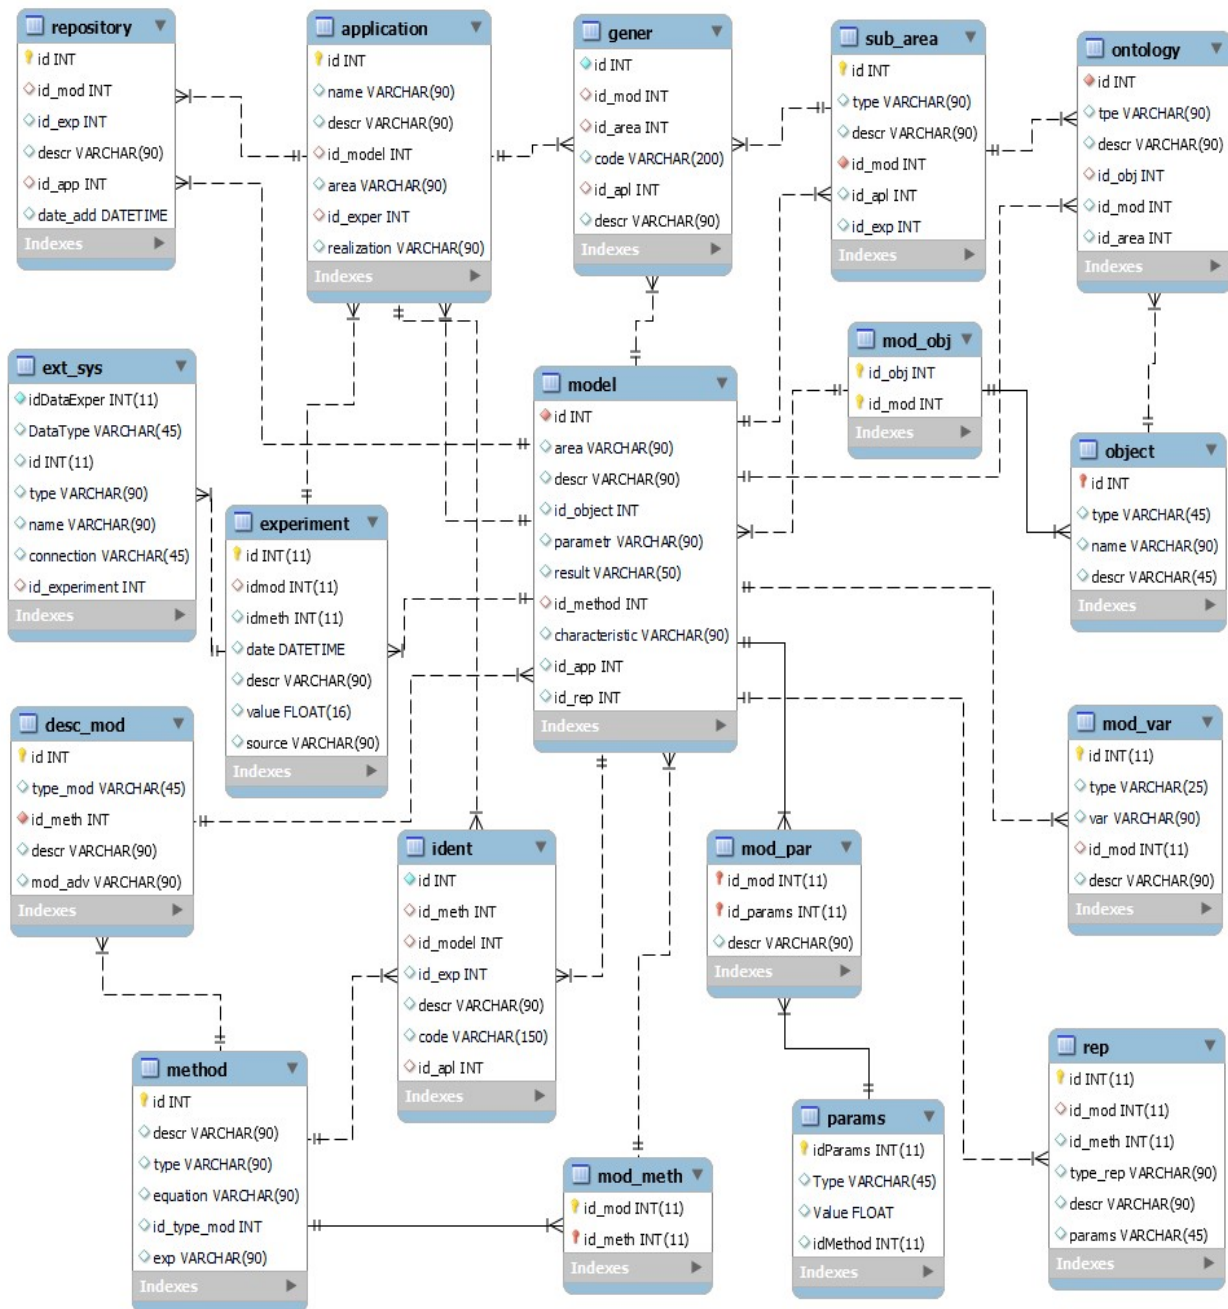 repository
id INT
id_mod INT
id_exp INT
descr VARCHAR(90)
id_app INT
date_add DATETIME
Indexes
application
id INT
name VARCHAR(90)
descr VARCHAR(90)
id_model INT
area VARCHAR(90)
id_exper INT
realization VARCHAR(90)
Indexes
gener
id INT
id_mod INT
id_area INT
code VARCHAR(200)
id_apl INT
descr VARCHAR(90)
Indexes
sub_area
id INT
type VARCHAR(90)
descr VARCHAR(90)
id_mod INT
id_apl INT
id_exp INT
Indexes
ontology
id INT
tpe VARCHAR(90)
descr VARCHAR(90)
id_obj INT
id_mod INT
id_area INT
Indexes
ext_sys
idDataExper INT(11)
DataType VARCHAR(45)
id INT(11)
type VARCHAR(90)
name VARCHAR(90)
connection VARCHAR(45)
id_experiment INT
Indexes
experiment
id INT(11)
idmod INT(11)
idmeth INT(11)
date DATETIME
descr VARCHAR(90)
value FLOAT(16)
source VARCHAR(90)
Indexes
model
id INT
area VARCHAR(90)
descr VARCHAR(90)
id_object INT
parametr VARCHAR(90)
result VARCHAR(50)
id_method INT
characteristic VARCHAR(90)
id_app INT
id_rep INT
Indexes
mod_obj
id_obj INT
id_mod INT
Indexes
object
id INT
type VARCHAR(45)
name VARCHAR(90)
descr VARCHAR(45)
Indexes
desc_mod
id INT
type_mod VARCHAR(45)
id_meth INT
descr VARCHAR(90)
mod_adv VARCHAR(90)
Indexes
ident
id INT
id_meth INT
id_model INT
id_exp INT
descr VARCHAR(90)
code VARCHAR(150)
id_apl INT
Indexes
mod_par
id_mod INT(11)
id_params INT(11)
descr VARCHAR(90)
Indexes
mod_var
id INT(11)
type VARCHAR(25)
var VARCHAR(90)
id_mod INT(11)
descr VARCHAR(90)
Indexes
method
id INT
descr VARCHAR(90)
type VARCHAR(90)
equation VARCHAR(90)
id_type_mod INT
exp VARCHAR(90)
Indexes
mod_meth
id_mod INT(11)
id_meth INT(11)
Indexes
params
idParams INT(11)
Type VARCHAR(45)
Value FLOAT
idMethod INT(11)
Indexes
rep
id INT(11)
id_mod INT(11)
id_meth INT(11)
type_rep VARCHAR(90)
descr VARCHAR(90)
params VARCHAR(45)
Indexes